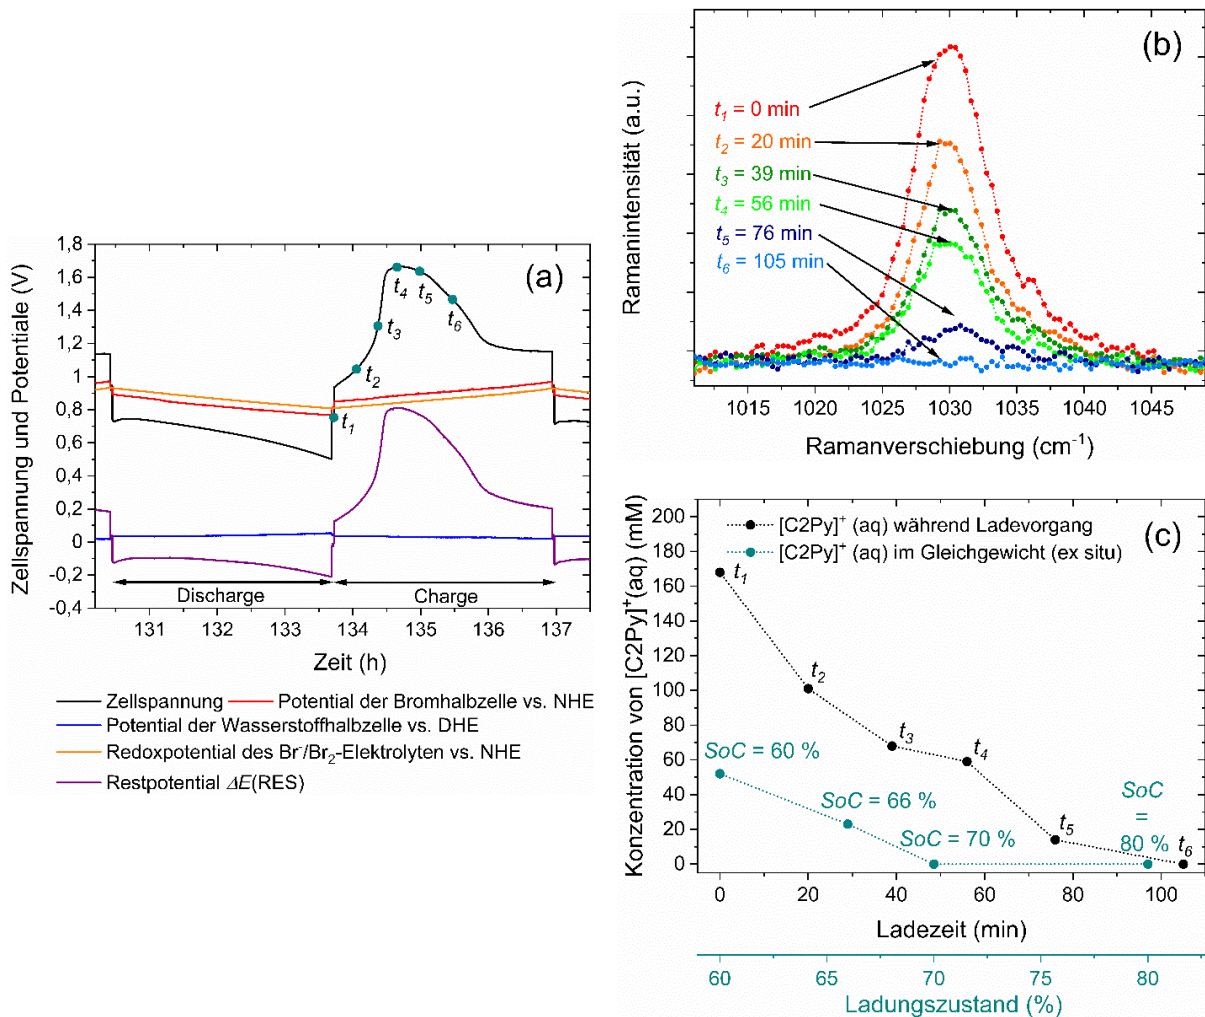 (a)
Zellspannung und Potentiale (V)
1,8
1,6
1,4
1,2
1
0,8
0,6
0,4
0,2
0
-0,2
-0,4
t1
t2
t3
t4
t5
t6
Discharge
Charge
131 132 133 134 135 136 137
Zeit (h)
Zellspannung
Potential der Bromhalbzelle vs. NHE
Potential der Wasserstoffhalbzelle vs. DHE
Redoxpotential des Br-/Br2-Elektrolyten vs. NHE
Restpotential ΔE(RES)
(b)
Ramanintensität (a.u.)
t1 = 0 min
t2 = 20 min
t3 = 39 min
t4 = 56 min
t5 = 76 min
t6 = 105 min
1015 1020 1025 1030 1035 1040 1045
Ramanverschiebung (cm-1)
(c)
Konzentration von [C2Py]+(aq) (mM)
200
180
160
140
120
100
80
60
40
20
0
[C2Py]+ (aq) während Ladevorgang
[C2Py]+ (aq) im Gleichgewicht (ex situ)
t1
t2
t3
t4
t5
t6
SoC = 60 %
SoC = 66 %
SoC = 70 %
SoC
=
80 %
0 20 40 60 80 100
Ladezeit (min)
60 65 70 75 80
Ladungszustand (%)